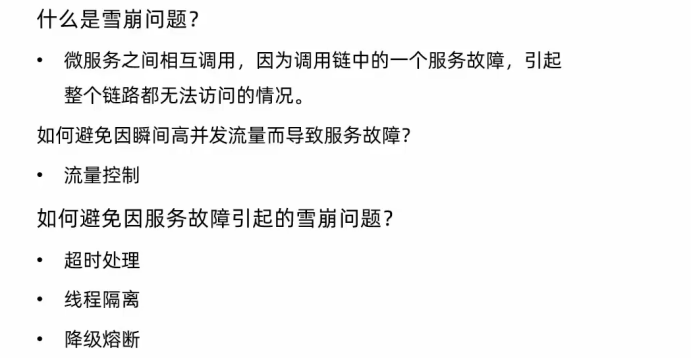 什么是雪崩问题？
• 微服务之间相互调用，因为调用链中的一个服务故障，引起
整个链路都无法访问的情况。
如何避免因瞬间高并发流量而导致服务故障？
• 流量控制
如何避免因服务故障引起的雪崩问题？
• 超时处理
• 线程隔离
• 降级熔断